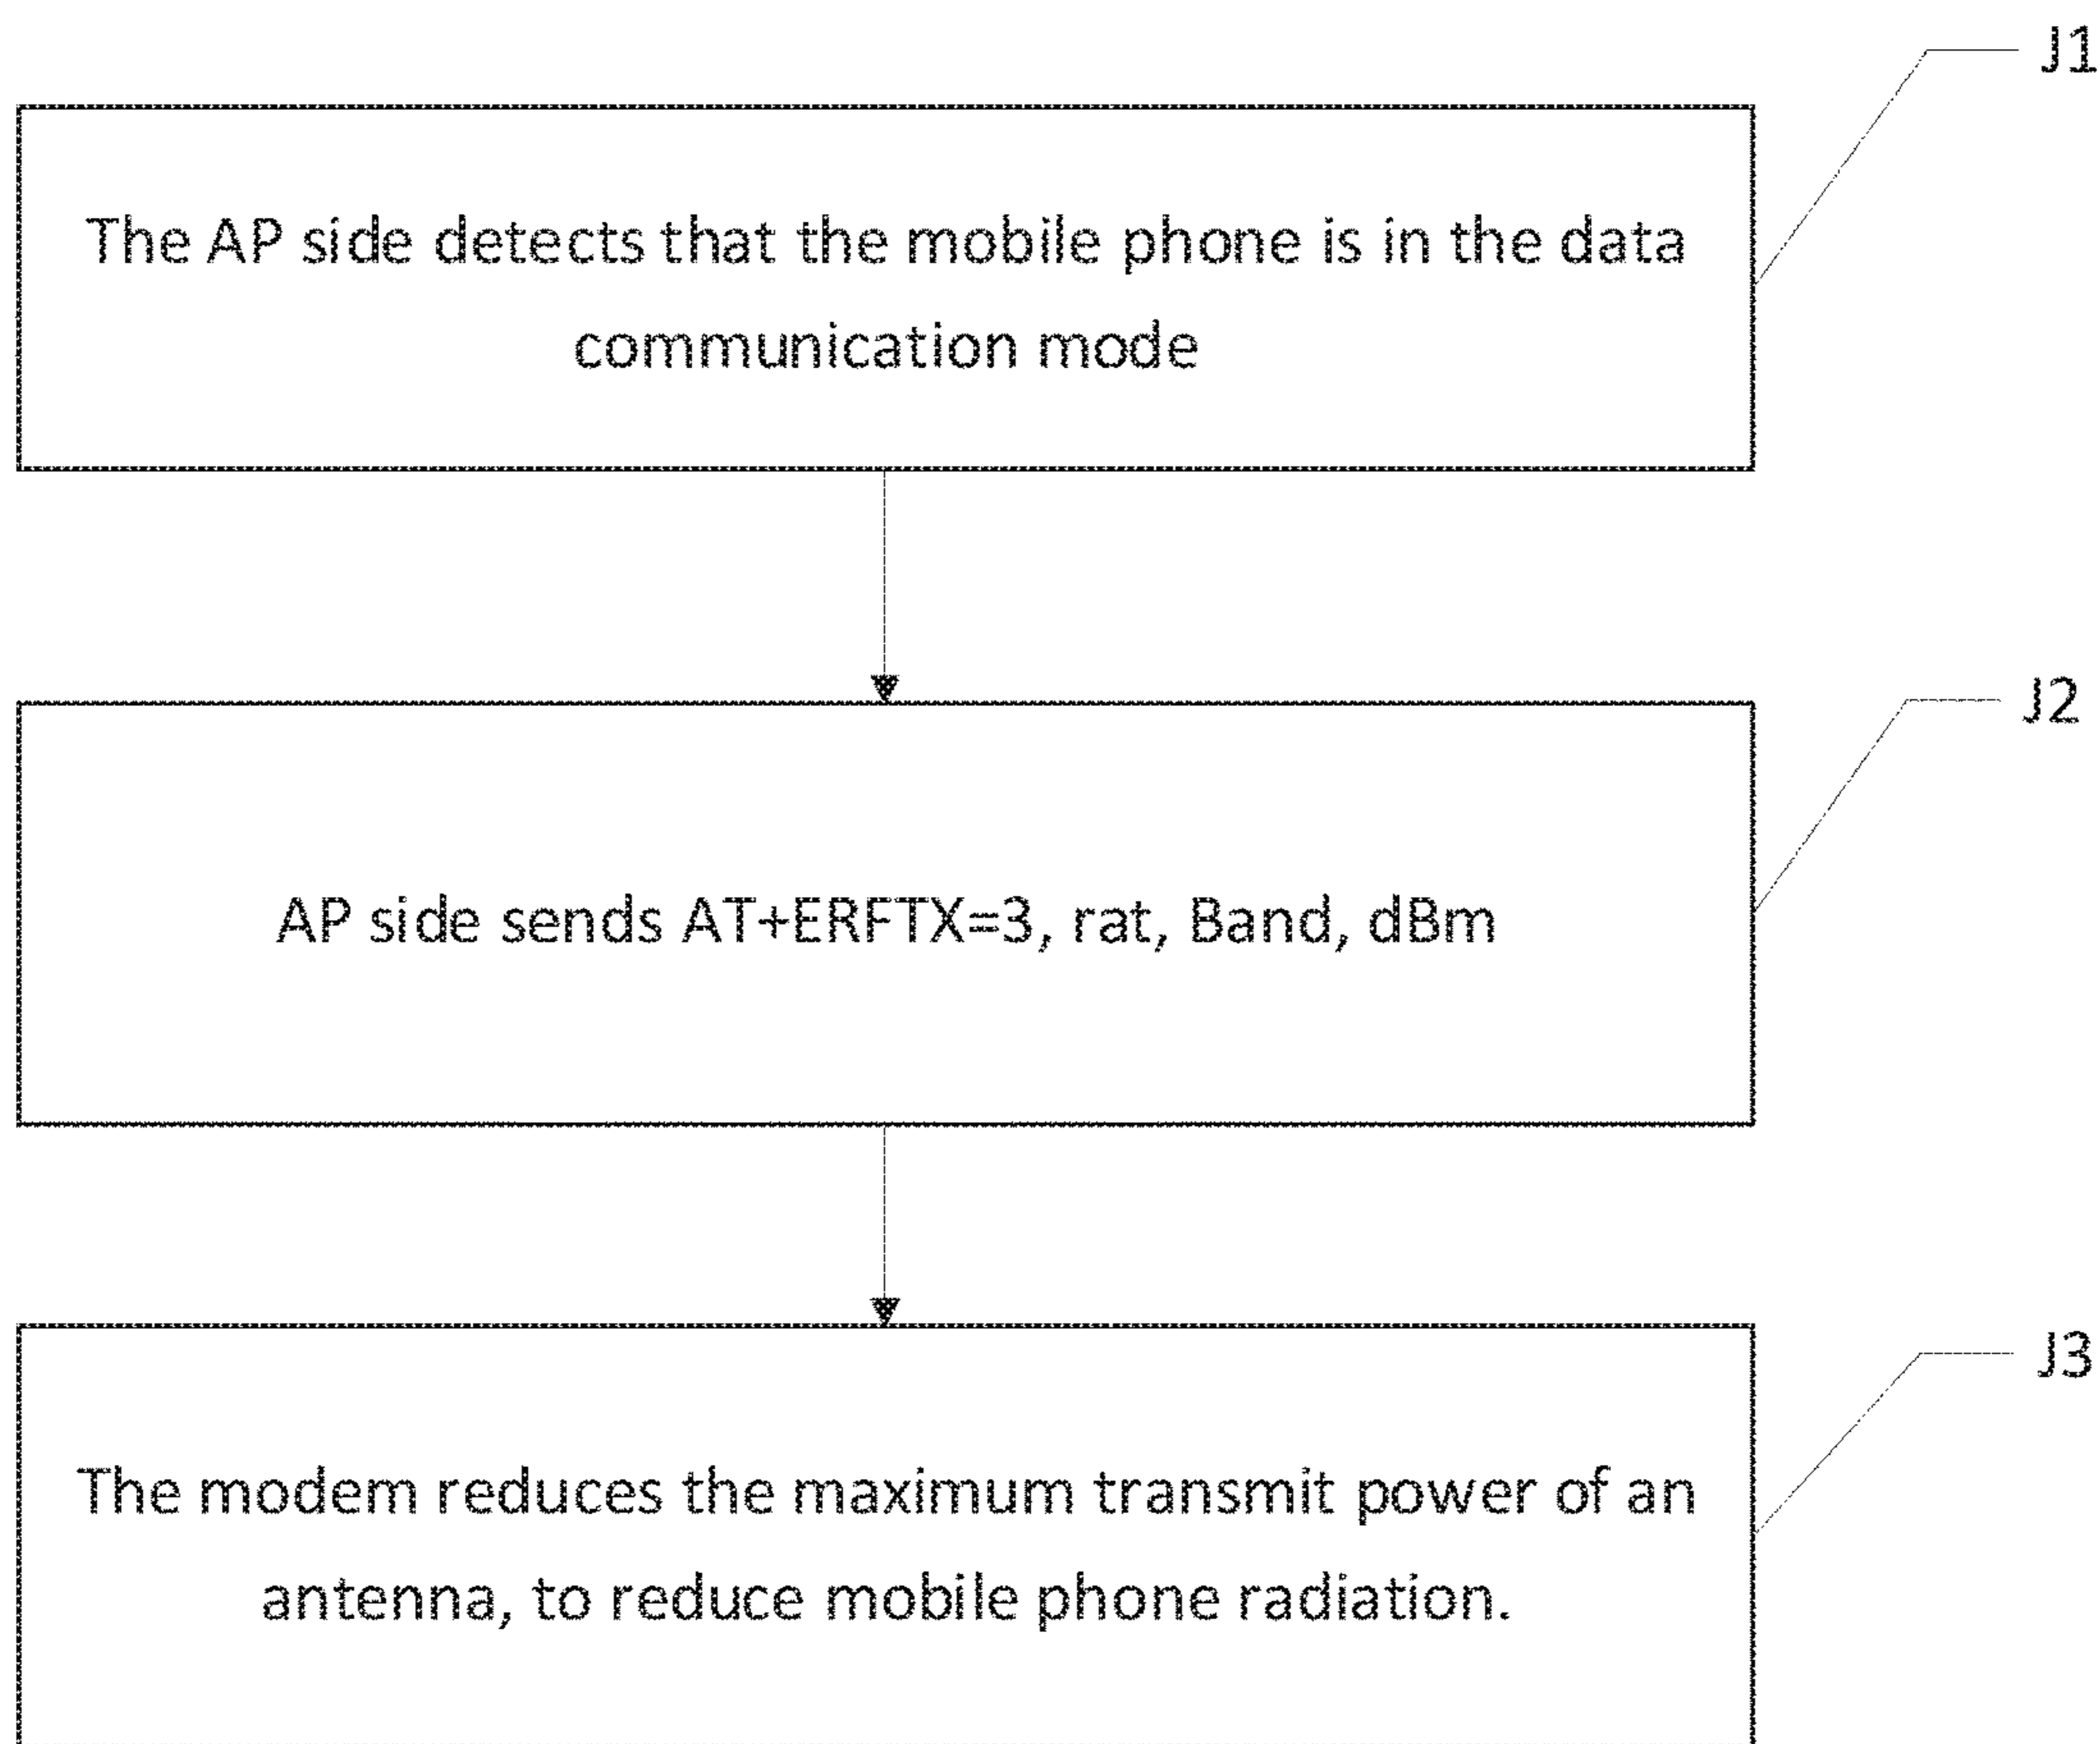 J1
The AP side detects that the mobile phone is in the data
communication mode
J2
AP side sends AT+ERFTX=3, rat, Band, dBm
J3
The modem reduces the maximum transmit power of an
antenna, to reduce mobile phone radiation.